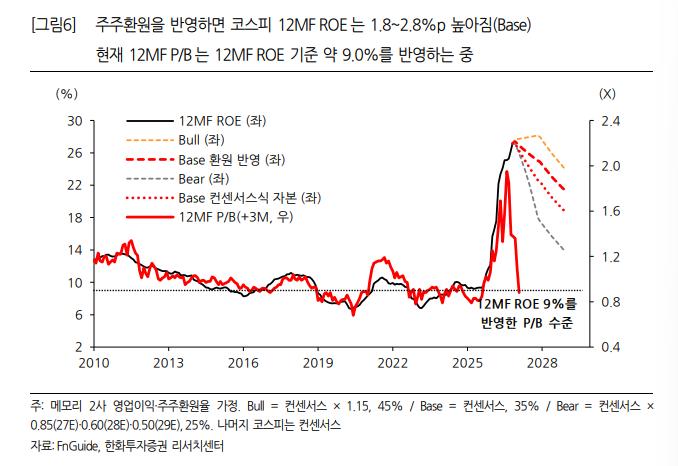 [그림6] 주주환원을 반영하면 코스피 12MF ROE는 1.8~2.8%p 높아짐(Base)
현재 12MF P/B는 12MF ROE 기준 약 9.0%를 반영하는 중
(%)
(X)
30
26
22
18
14
10
6
2
12MF ROE (좌)
Bull (좌)
Base 환원 반영 (좌)
Bear (좌)
Base 컨센서스식 자본 (좌)
12MF P/B(+3M, 우)
2.4
2.0
1.6
1.2
0.8
0.4
12MF ROE 9%를
반영한 P/B 수준
2010 2013 2016 2019 2022 2025 2028
주: 메모리 2사 영업이익·주주환원율 가정. Bull = 컨센서스 × 1.15, 45% / Base = 컨센서스, 35% / Bear = 컨센서스 ×
0.85(27E)·0.60(28E)·0.50(29E), 25%. 나머지 코스피는 컨센서스
자료: FnGuide, 한화투자증권 리서치센터